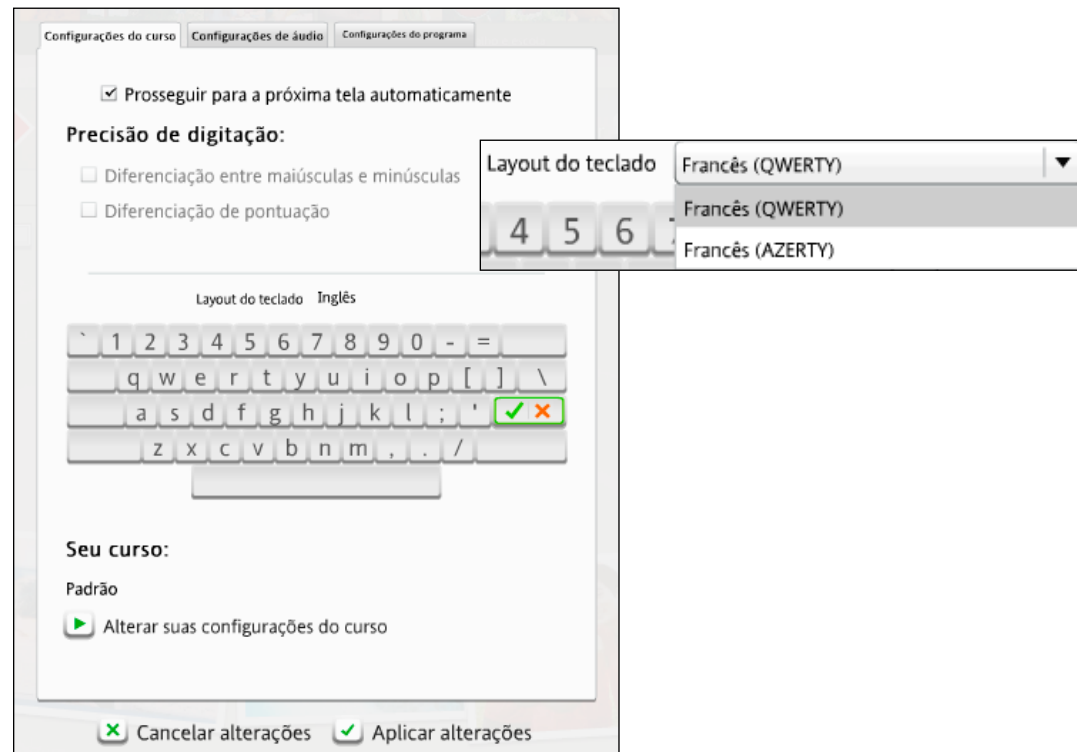 Configurações do curso Configurações de áudio Configurações do programa
Prosseguir para a próxima tela automaticamente
Precisão de digitação:
Diferenciação entre maiúsculas e minúsculas
Diferenciação de pontuação
Layout do teclado Francês (QWERTY)
Francês (QWERTY)
4 5 6
Francês (AZERTY)
Layout do teclado Inglês
` 1 2 3 4 5 6 7 8 9 0 - =
q w e r t y u i o p [ ] \
a s d f g h j k l ; '
z x c v b n m , . /
Seu curso:
Padrão
Alterar suas configurações do curso
Cancelar alterações Aplicar alterações